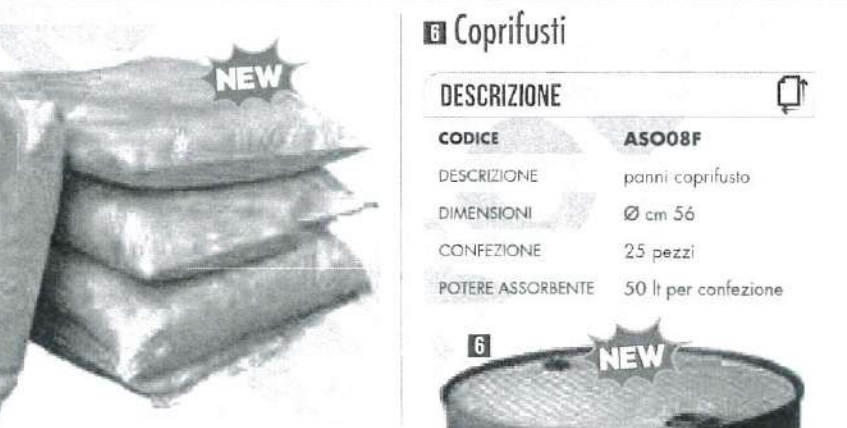 NEW
6 Coprifusti
DESCRIZIONE
CODICE ASO08F
DESCRIZIONE panni coprifusto
DIMENSIONI Ø cm 56
CONFEZIONE 25 pezzi
POTERE ASSORBENTE 50 lt per confezione
6
NEW